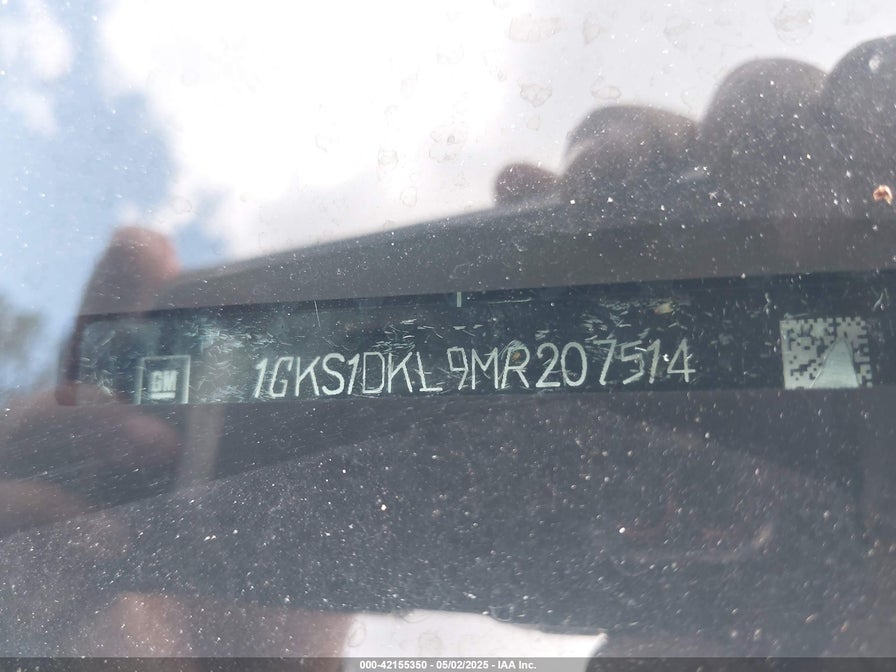 GM
1GKS1DKL9MR207514
000-42155350 - 05/02/2025 - IAA Inc.